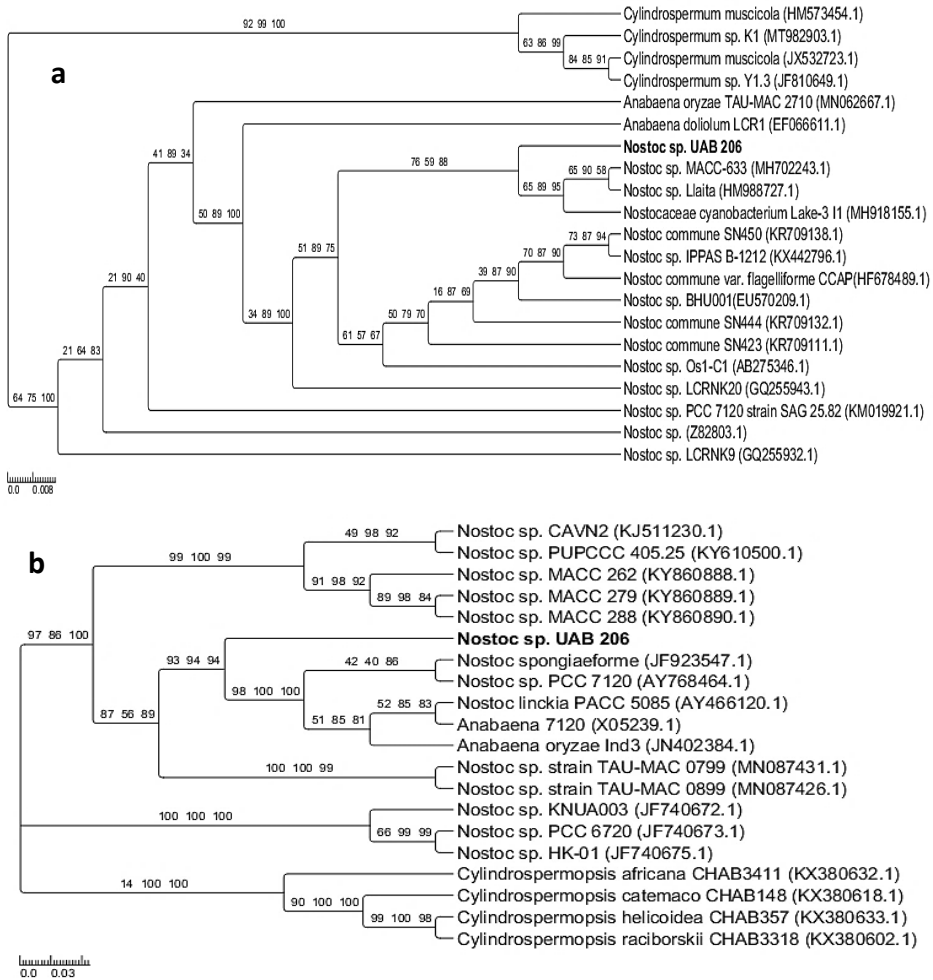 92 99 100
Cylindrospermum muscicola (HM573454.1)
63 86 99
Cylindrospermum sp. K1 (MT982903.1)
84 85 91
Cylindrospermum muscicola (JX532723.1)
Cylindrospermum sp. Y1.3 (JF810649.1)
a
Anabaena oryzae TAU-MAC 2710 (MN062667.1)
Anabaena doliolum LCR1 (EF066611.1)
41 89 34
Nostoc sp. UAB 206
76 59 88
65 90 58
Nostoc sp. MACC-633 (MH702243.1)
65 89 95
Nostoc sp. Llaita (HM988727.1)
50 89 100
Nostocaceae cyanobacterium Lake-3 I1 (MH918155.1)
73 87 94
Nostoc commune SN450 (KR709138.1)
51 89 75
70 87 90
Nostoc sp. IPPAS B-1212 (KX442796.1)
21 90 40
39 87 90
Nostoc commune var. flagelliforme CCAP(HF678489.1)
16 87 69
Nostoc sp. BHU001(EU570209.1)
34 89 100
50 79 70
Nostoc commune SN444 (KR709132.1)
61 57 67
Nostoc commune SN423 (KR709111.1)
21 64 83
Nostoc sp. Os1-C1 (AB275346.1)
Nostoc sp. LCRNK20 (GQ255943.1)
64 75 100
Nostoc sp. PCC 7120 strain SAG 25.82 (KM019921.1)
Nostoc sp. (Z82803.1)
Nostoc sp. LCRNK9 (GQ255932.1)
0.0 0.008
b
49 98 92
Nostoc sp. CAVN2 (KJ511230.1)
99 100 99
Nostoc sp. PUPCCC 405.25 (KY610500.1)
91 98 92
Nostoc sp. MACC 262 (KY860888.1)
89 98 84
Nostoc sp. MACC 279 (KY860889.1)
Nostoc sp. MACC 288 (KY860890.1)
97 86 100
Nostoc sp. UAB 206
93 94 94
42 40 86
Nostoc spongiaeforme (JF923547.1)
Nostoc sp. PCC 7120 (AY768464.1)
98 100 100
52 85 83
Nostoc linckia PACC 5085 (AY466120.1)
87 56 89
51 85 81
Anabaena 7120 (X05239.1)
Anabaena oryzae Ind3 (JN402384.1)
100 100 99
Nostoc sp. strain TAU-MAC 0799 (MN087431.1)
Nostoc sp. strain TAU-MAC 0899 (MN087426.1)
100 100 100
Nostoc sp. KNUA003 (JF740672.1)
66 99 99
Nostoc sp. PCC 6720 (JF740673.1)
Nostoc sp. HK-01 (JF740675.1)
14 100 100
Cylindrospermopsis africana CHAB3411 (KX380632.1)
90 100 100
Cylindrospermopsis catemaco CHAB148 (KX380618.1)
99 100 98
Cylindrospermopsis helicoidea CHAB357 (KX380633.1)
Cylindrospermopsis raciborskii CHAB3318 (KX380602.1)
0.0 0.03